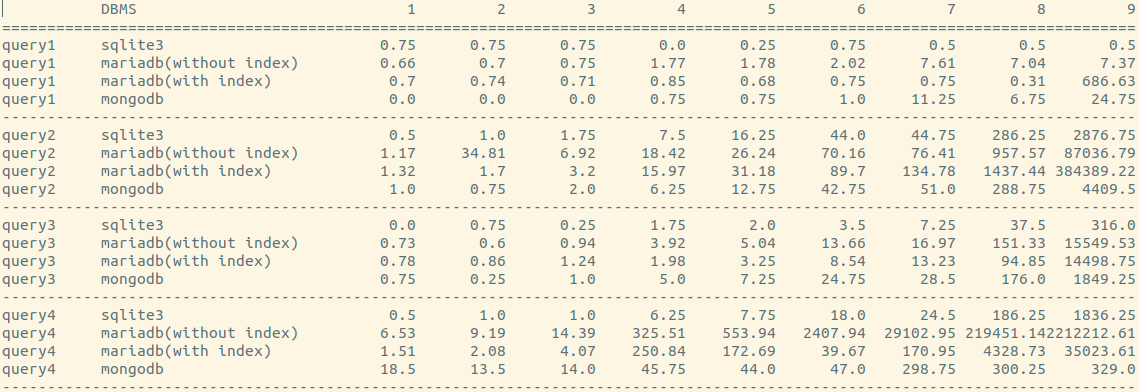 DBMS 1 2 3 4 5 6 7 8 9
================================================================================
query1 sqlite3 0.75 0.75 0.75 0.0 0.25 0.75 0.5 0.5 0.5
query1 mariadb(without index) 0.66 0.7 0.75 1.77 1.78 2.02 7.61 7.04 7.37
query1 mariadb(with index) 0.7 0.74 0.71 0.85 0.68 0.75 0.75 0.31 686.63
query1 mongodb 0.0 0.0 0.0 0.75 0.75 1.0 11.25 6.75 24.75
--------------------------------------------------------------------------------
query2 sqlite3 0.5 1.0 1.75 7.5 16.25 44.0 44.75 286.25 2876.75
query2 mariadb(without index) 1.17 34.81 6.92 18.42 26.24 70.16 76.41 957.57 87036.79
query2 mariadb(with index) 1.32 1.7 3.2 15.97 31.18 89.7 134.78 1437.44 384389.22
query2 mongodb 1.0 0.75 2.0 6.25 12.75 42.75 51.0 288.75 4409.5
--------------------------------------------------------------------------------
query3 sqlite3 0.0 0.75 0.25 1.75 2.0 3.5 7.25 37.5 316.0
query3 mariadb(without index) 0.73 0.6 0.94 3.92 5.04 13.66 16.97 151.33 15549.53
query3 mariadb(with index) 0.78 0.86 1.24 1.98 3.25 8.54 13.23 94.85 14498.75
query3 mongodb 0.75 0.25 1.0 5.0 7.25 24.75 28.5 176.0 1849.25
--------------------------------------------------------------------------------
query4 sqlite3 0.5 1.0 1.0 6.25 7.75 18.0 24.5 186.25 1836.25
query4 mariadb(without index) 6.53 9.19 14.39 325.51 553.94 2407.94 29102.95 219451.142212212.61
query4 mariadb(with index) 1.51 2.08 4.07 250.84 172.69 39.67 170.95 4328.73 35023.61
query4 mongodb 18.5 13.5 14.0 45.75 44.0 47.0 298.75 300.25 329.0
--------------------------------------------------------------------------------